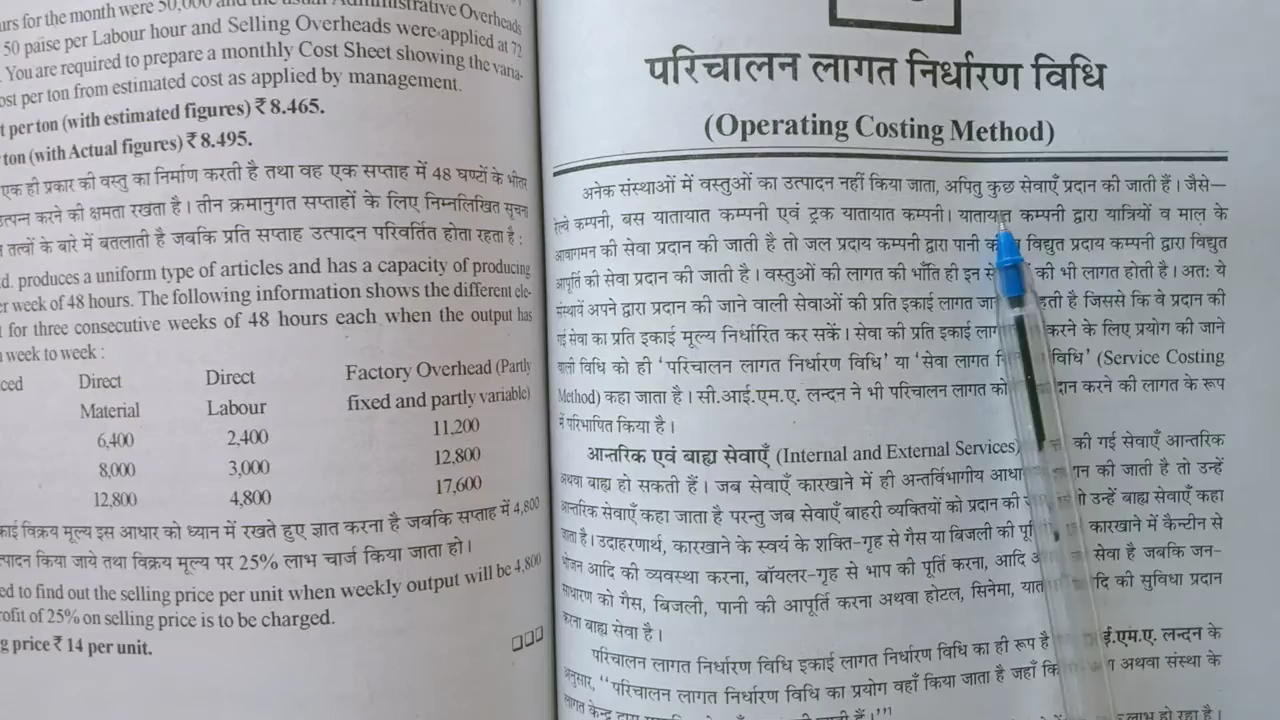 urs for the month were 50,000 and the usual Administrative Overheads
50 paise per Labour hour and Selling Overheads were applied at 72
. You are required to prepare a monthly Cost Sheet showing the varia-
ost per ton from estimated cost as applied by management.
t per ton (with estimated figures) ₹ 8.465.
ton (with Actual figures) ₹ 8.495.
एक ही प्रकार की वस्तु का निर्माण करती है तथा वह एक सप्ताह में 48 घण्टों के भीतर
उत्पन्न करने की क्षमता रखता है। तीन क्रमानुगत सप्ताहों के लिए निम्नलिखित सूचना
तत्वों के बारे में बतलाती है जबकि प्रति सप्ताह उत्पादन परिवर्तित होता रहता है :
d. produces a uniform type of articles and has a capacity of producing
er week of 48 hours. The following information shows the different ele-
t for three consecutive weeks of 48 hours each when the output has
week to week :
ced Direct Material Direct Labour Factory Overhead (Partly fixed and partly variable)
6,400 2,400 11,200
8,000 3,000 12,800
12,800 4,800 17,600
काई विक्रय मूल्य इस आधार को ध्यान में रखते हुए ज्ञात करना है जबकि सप्ताह में 4,800
त्पादन किया जाये तथा विक्रय मूल्य पर 25% लाभ चार्ज किया जाता हो।
ed to find out the selling price per unit when weekly output will be 4,800
rofit of 25% on selling price is to be charged.
g price ₹ 14 per unit.
परिचालन लागत निर्धारण विधि
(Operating Costing Method)
अनेक संस्थाओं में वस्तुओं का उत्पादन नहीं किया जाता, अपितु कुछ सेवाएँ प्रदान की जाती हैं। जैसे—
रेल्वे कम्पनी, बस यातायात कम्पनी एवं ट्रक यातायात कम्पनी। यातायात कम्पनी द्वारा यात्रियों व माल के
आवागमन की सेवा प्रदान की जाती है तो जल प्रदाय कम्पनी द्वारा पानी विद्युत प्रदाय कम्पनी द्वारा विद्युत
आपूर्ति की सेवा प्रदान की जाती है। वस्तुओं की लागत की भाँति ही इन की भी लागत होती है। अतः ये
संस्थायें अपने द्वारा प्रदान की जाने वाली सेवाओं की प्रति इकाई लागत है जिससे कि वे प्रदान की
गई सेवा का प्रति इकाई मूल्य निर्धारित कर सकें। सेवा की प्रति इकाई करने के लिए प्रयोग की जाने
वाली विधि को ही ‘परिचालन लागत निर्धारण विधि’ या ‘सेवा लागत विधि’ (Service Costing
Method) कहा जाता है। सी.आई.एम.ए. लन्दन ने भी परिचालन लागत को करने की लागत के रूप
में परिभाषित किया है।
आन्तरिक एवं बाह्य सेवाएँ (Internal and External Services) की गई सेवाएँ आन्तरिक
अथवा बाह्य हो सकती हैं। जब सेवाएँ कारखाने में ही अन्तर्विभागीय की जाती है तो उन्हें
आन्तरिक सेवाएँ कहा जाता है परन्तु जब सेवाएँ बाहरी व्यक्तियों को प्रदान की उन्हें बाह्य सेवाएँ कहा
जाता है। उदाहरणार्थ, कारखाने के स्वयं के शक्ति-गृह से गैस या बिजली की कारखाने में कैन्टीन से
भोजन आदि की व्यवस्था करना, बॉयलर-गृह से भाप की पूर्ति करना, आदि सेवा है जबकि जन-
साधारण को गैस, बिजली, पानी की आपूर्ति करना अथवा होटल, सिनेमा, की सुविधा प्रदान
करना बाह्य सेवा है।
परिचालन लागत निर्धारण विधि इकाई लागत निर्धारण विधि का ही रूप है ई.एम.ए. लन्दन के
अनुसार, “परिचालन लागत निर्धारण विधि का प्रयोग वहाँ किया जाता है जहाँ अथवा संस्था के
लागत केन्द्र